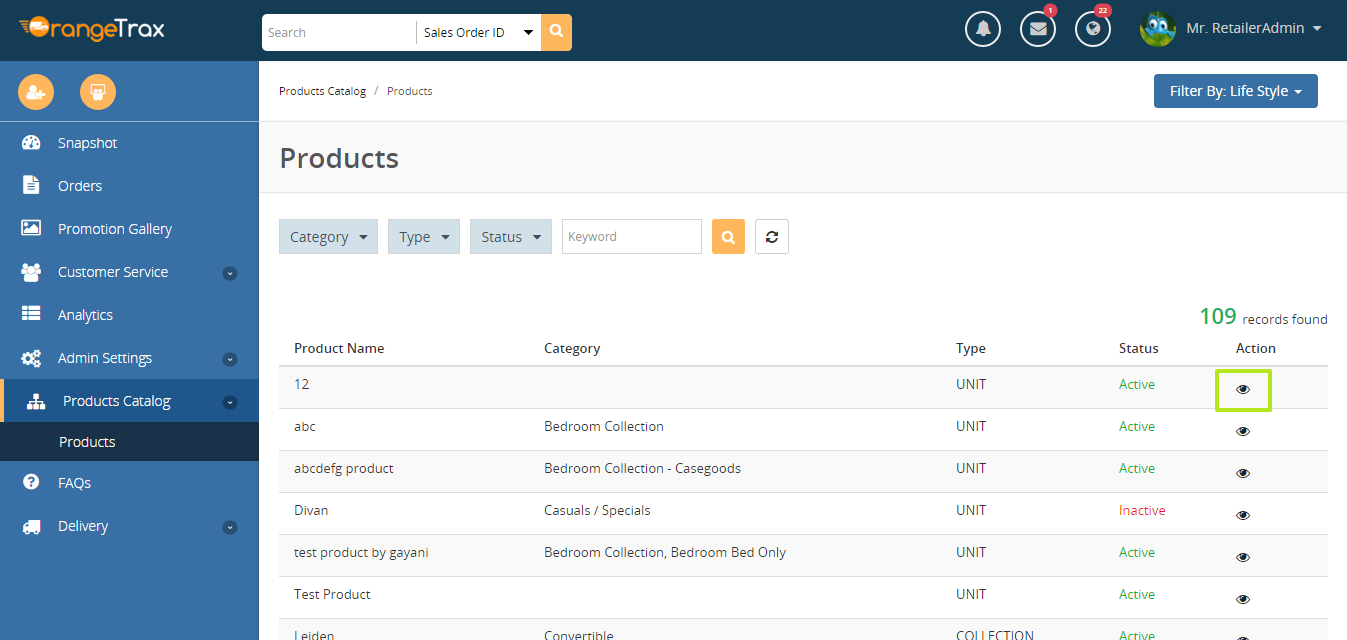 OrangeTrax
Search
Sales Order ID
1
22
Mr. RetailerAdmin
Snapshot
Orders
Promotion Gallery
Customer Service
Analytics
Admin Settings
Products Catalog
Products
FAQs
Delivery
Products Catalog / Products
Filter By: Life Style
Products
Category
Type
Status
Keyword
109 records found
Product Name Category Type Status Action
12 UNIT Active
abc Bedroom Collection UNIT Active
abcdefg product Bedroom Collection - Casegoods UNIT Active
Divan Casuals / Specials UNIT Inactive
test product by gayani Bedroom Collection, Bedroom Bed Only UNIT Active
Test Product UNIT Active
Leiden Convertible COLLECTION Active